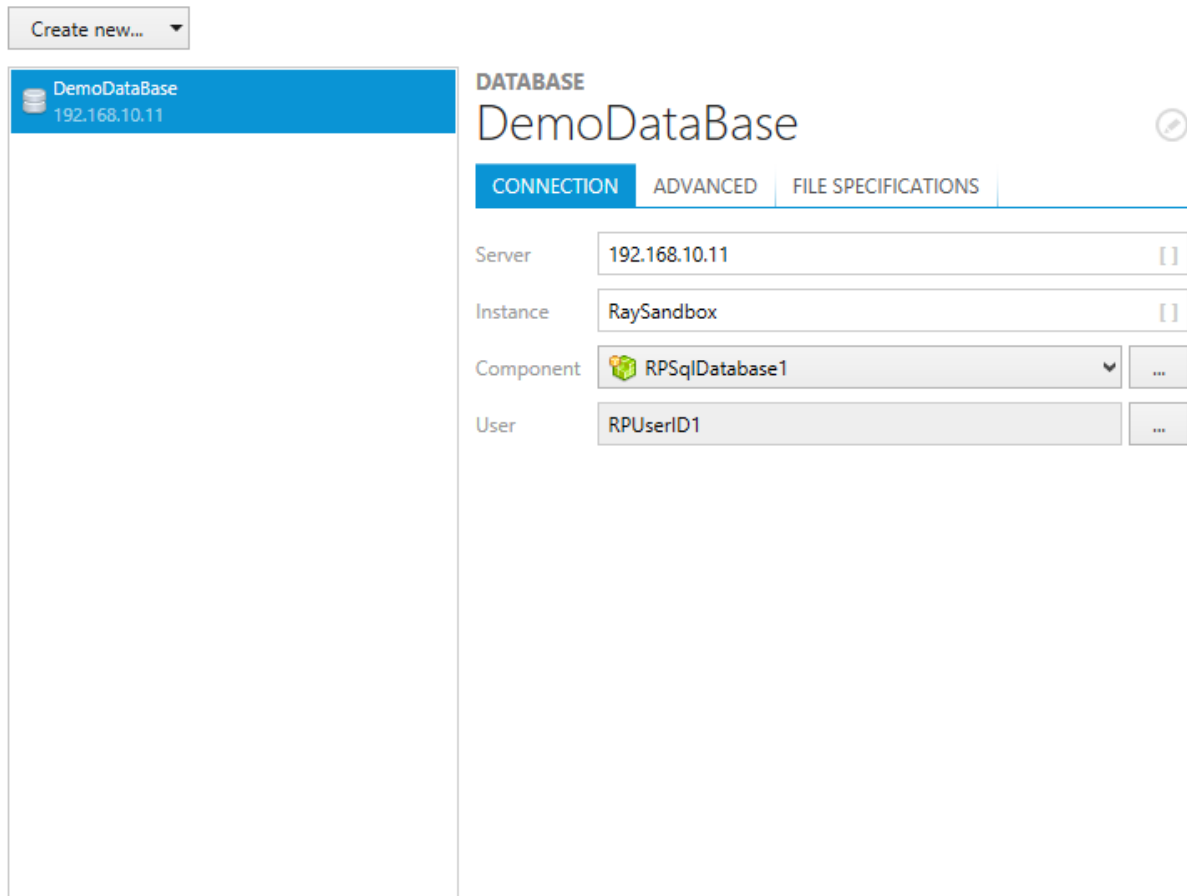 Create new...
DemoDataBase
192.168.10.11
DATABASE
DemoDataBase
CONNECTION ADVANCED FILE SPECIFICATIONS
Server 192.168.10.11 [ ]
Instance RaySandbox [ ]
Component RPSqlDatabase1 ...
User RPUserID1 ...